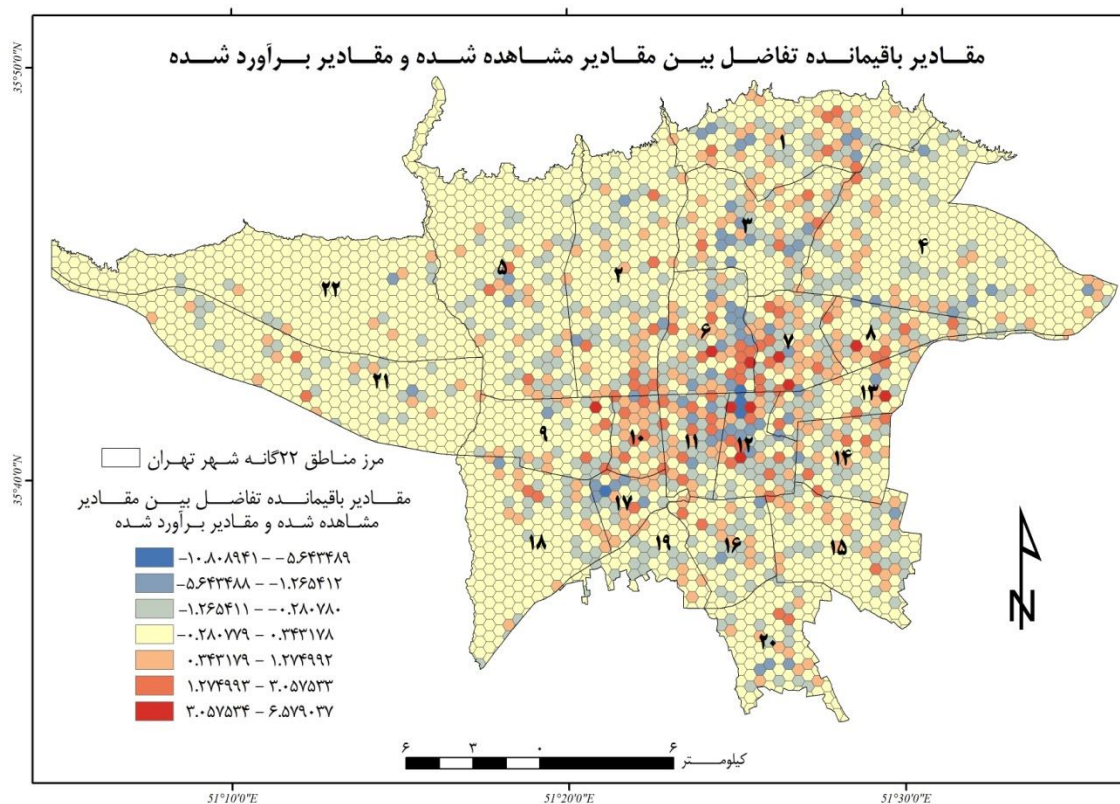 مقادیر باقیمانده تفاضل بین مقادیر مشاهده شده و مقادیر برآورد شده
35°50'0"N
35°40'0"N
۱
۳
۴
۵
۲
۲۲
۶
۷
۸
۲۱
۱۳
۹
۱۰
۱۱
۱۲
۱۴
۱۷
۱۸
۱۹
۱۶
۱۵
۲۰
مرز مناطق ۲۲گانه شهر تهران
مقادیر باقیمانده تفاضل بین مقادیر
مشاهده شده و مقادیر برآورد شده
-۱۰.۸۰۸۹۴۱ - -۵.۶۴۳۴۸۹
-۵.۶۴۳۴۸۸ - -۱.۲۶۵۴۱۲
-۱.۲۶۵۴۱۱ - -۰.۲۸۰۷۸۰
-۰.۲۸۰۷۷۹ - ۰.۳۴۳۱۷۸
۰.۳۴۳۱۷۹ - ۱.۲۷۴۹۹۲
۱.۲۷۴۹۹۳ - ۳.۰۵۷۵۳۳
۳.۰۵۷۵۳۴ - ۶.۵۷۹۰۳۷
N
۶ ۳ ۰ ۶
کیلومتر
51°10'0"E 51°20'0"E 51°30'0"E